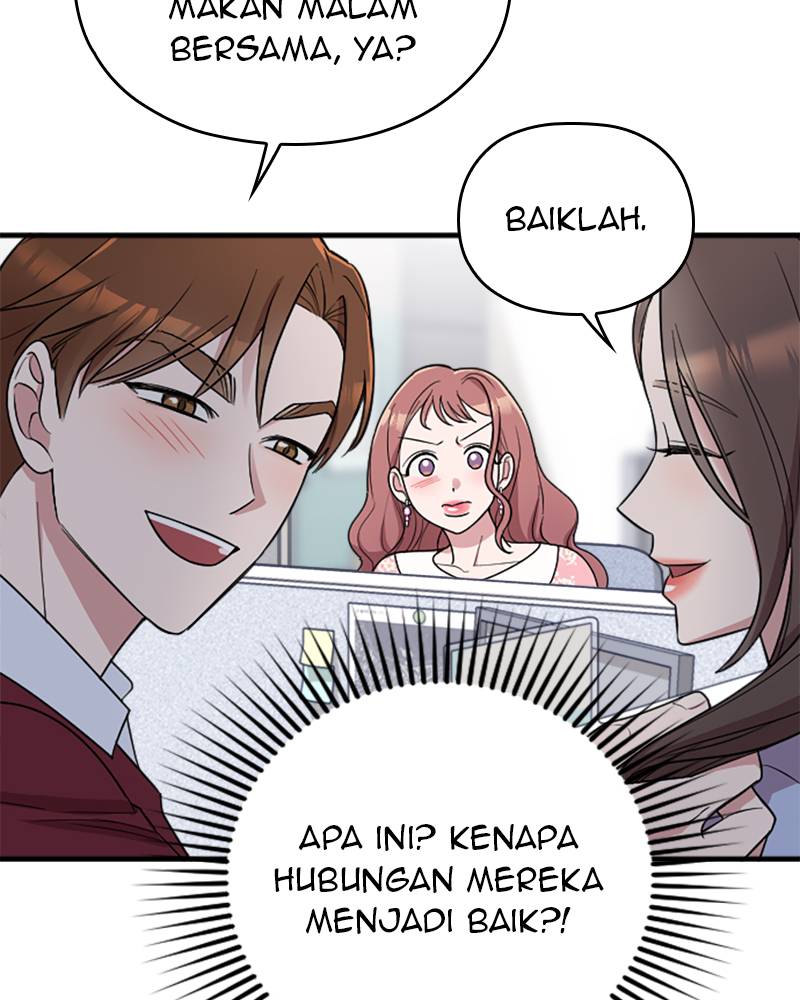 MAKAN MALAM
BERSAMA, YA?
BAIKLAH.
APA INI? KENAPA
HUBUNGAN MEREKA
MENJADI BAIK?!